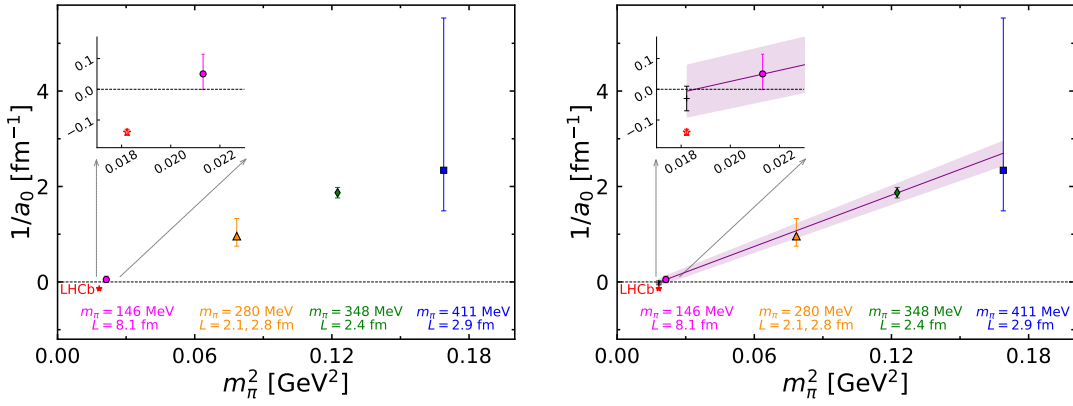 1/a₀ [fm⁻¹]
4
2
0
0.1
0.0
−0.1
0.018
0.020
0.022
LHCb
mπ = 146 MeV
L = 8.1 fm
mπ = 280 MeV
L = 2.1, 2.8 fm
mπ = 348 MeV
L = 2.4 fm
mπ = 411 MeV
L = 2.9 fm
0.00
0.06
0.12
0.18
m²π [GeV²]
1/a₀ [fm⁻¹]
4
2
0
0.1
0.0
−0.1
0.018
0.020
0.022
LHCb
mπ = 146 MeV
L = 8.1 fm
mπ = 280 MeV
L = 2.1, 2.8 fm
mπ = 348 MeV
L = 2.4 fm
mπ = 411 MeV
L = 2.9 fm
0.00
0.06
0.12
0.18
m²π [GeV²]